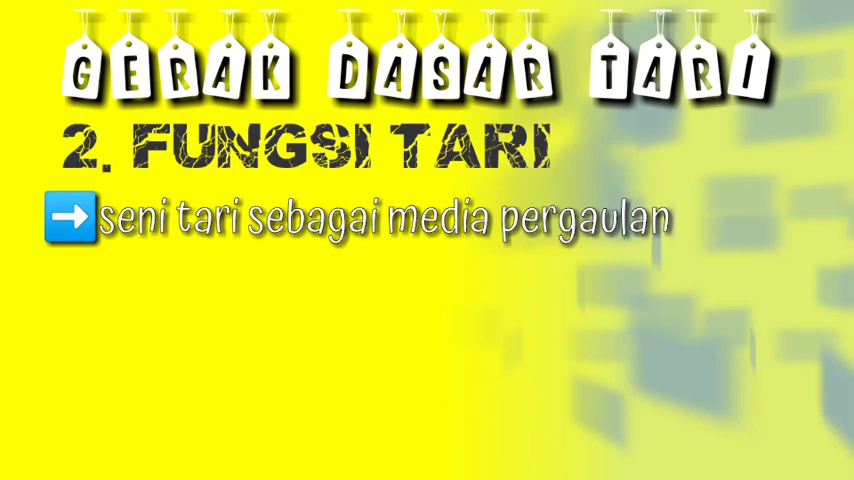 GERAK DASAR TARI
2. FUNGSI TARI
➡seni tari sebagai media pergaulan